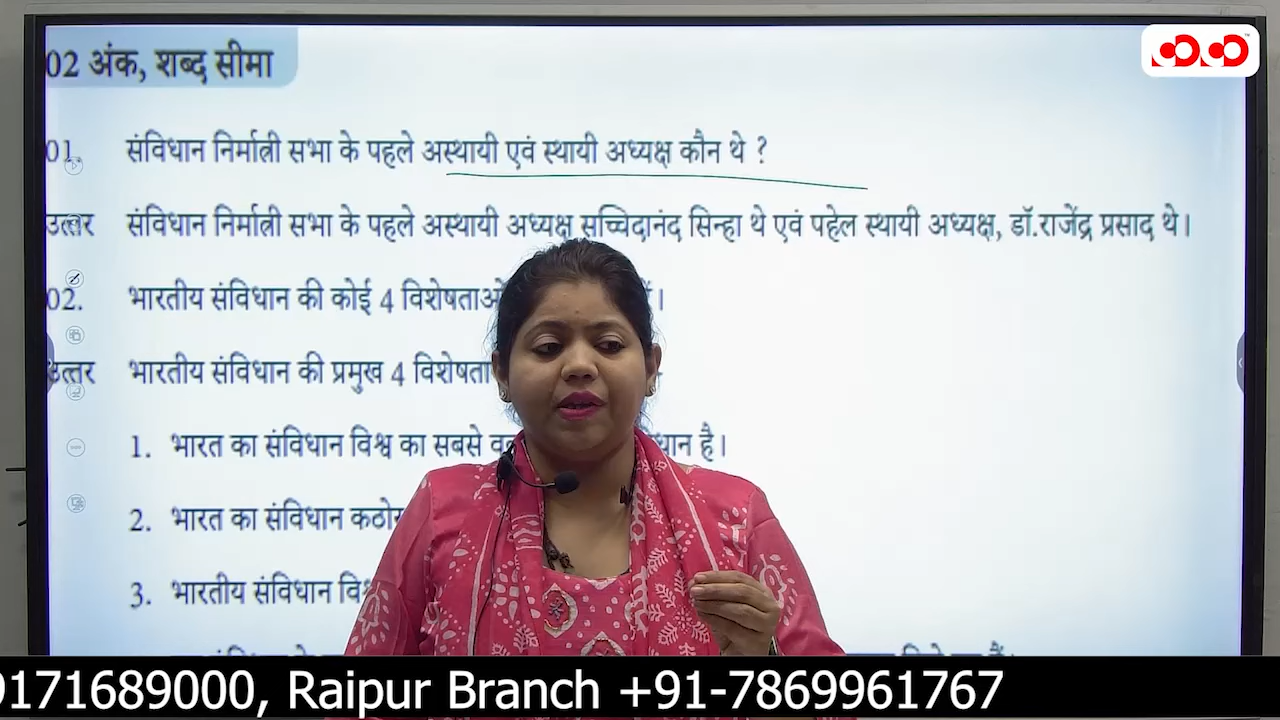 02 अंक, शब्द सीमा
01 संविधान निर्मात्री सभा के पहले अस्थायी एवं स्थायी अध्यक्ष कौन थे ?
उत्तर संविधान निर्मात्री सभा के पहले अस्थायी अध्यक्ष सच्चिदानंद सिन्हा थे एवं पहेल स्थायी अध्यक्ष, डॉ.राजेंद्र प्रसाद थे।
02. भारतीय संविधान की कोई 4 विशेषताओं
उत्तर भारतीय संविधान की प्रमुख 4 विशेषता
1. भारत का संविधान विश्व का सबसे है।
2. भारत का संविधान
3. भारतीय संविधान
9171689000, Raipur Branch +91-7869961767